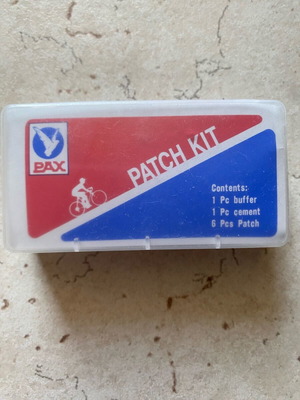 PAX
PATCH KIT
Contents:
1 Pc buffer
1 Pc cement
6 Pcs Patch